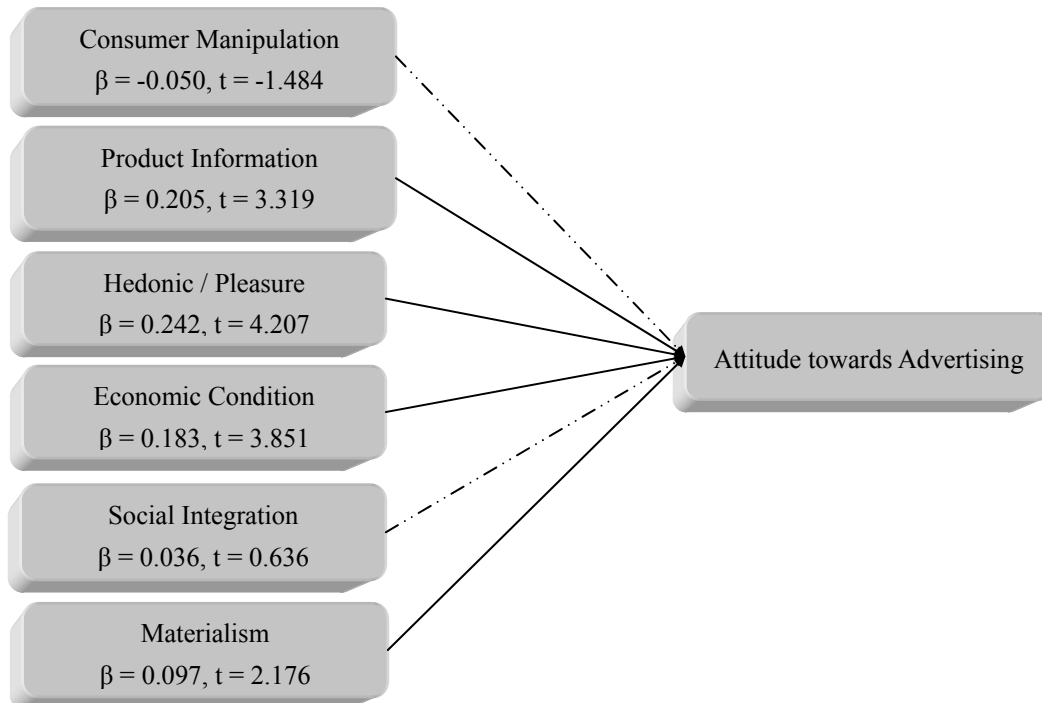 Consumer Manipulation
β = -0.050, t = -1.484
Product Information
β = 0.205, t = 3.319
Hedonic / Pleasure
β = 0.242, t = 4.207
Economic Condition
β = 0.183, t = 3.851
Social Integration
β = 0.036, t = 0.636
Materialism
β = 0.097, t = 2.176
Attitude towards Advertising